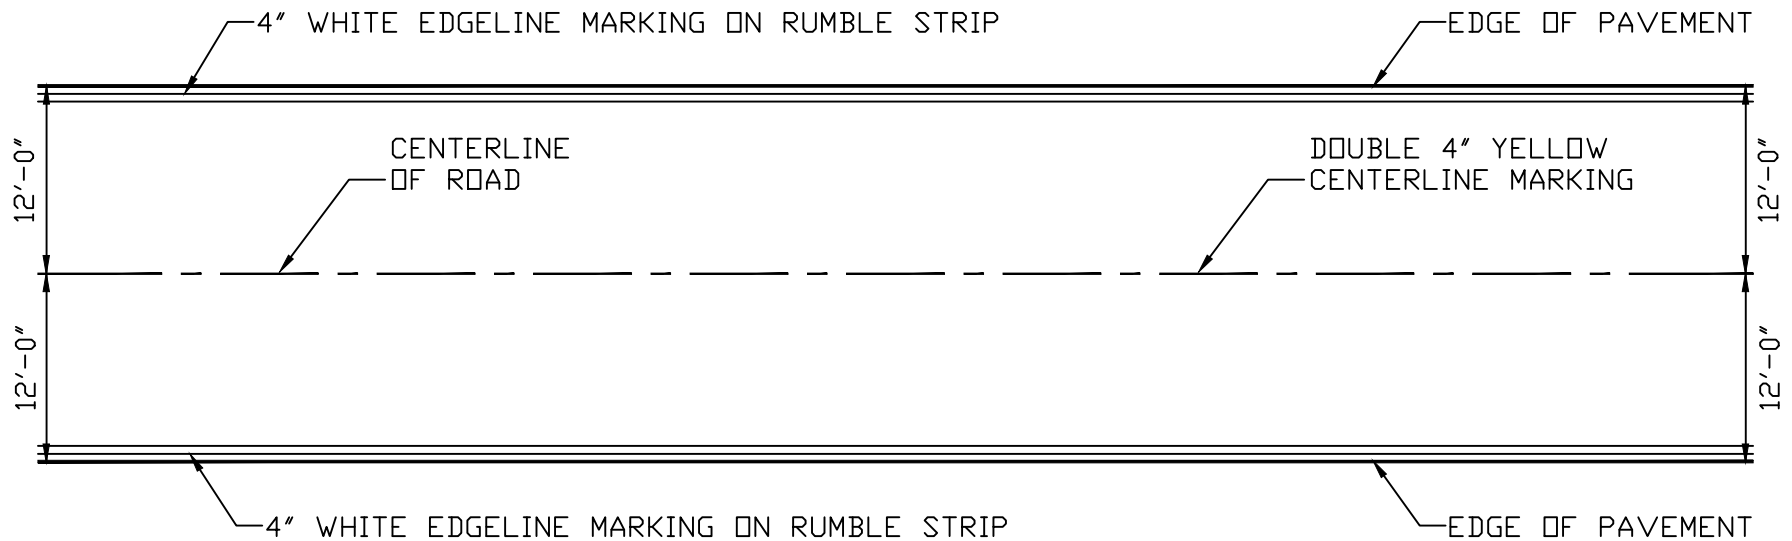 4" WHITE EDGELINE MARKING ON RUMBLE STRIP
EDGE OF PAVEMENT
12'-0"
CENTERLINE
OF ROAD
DOUBLE 4" YELLOW
CENTERLINE MARKING
12'-0"
12'-0"
12'-0"
4" WHITE EDGELINE MARKING ON RUMBLE STRIP
EDGE OF PAVEMENT